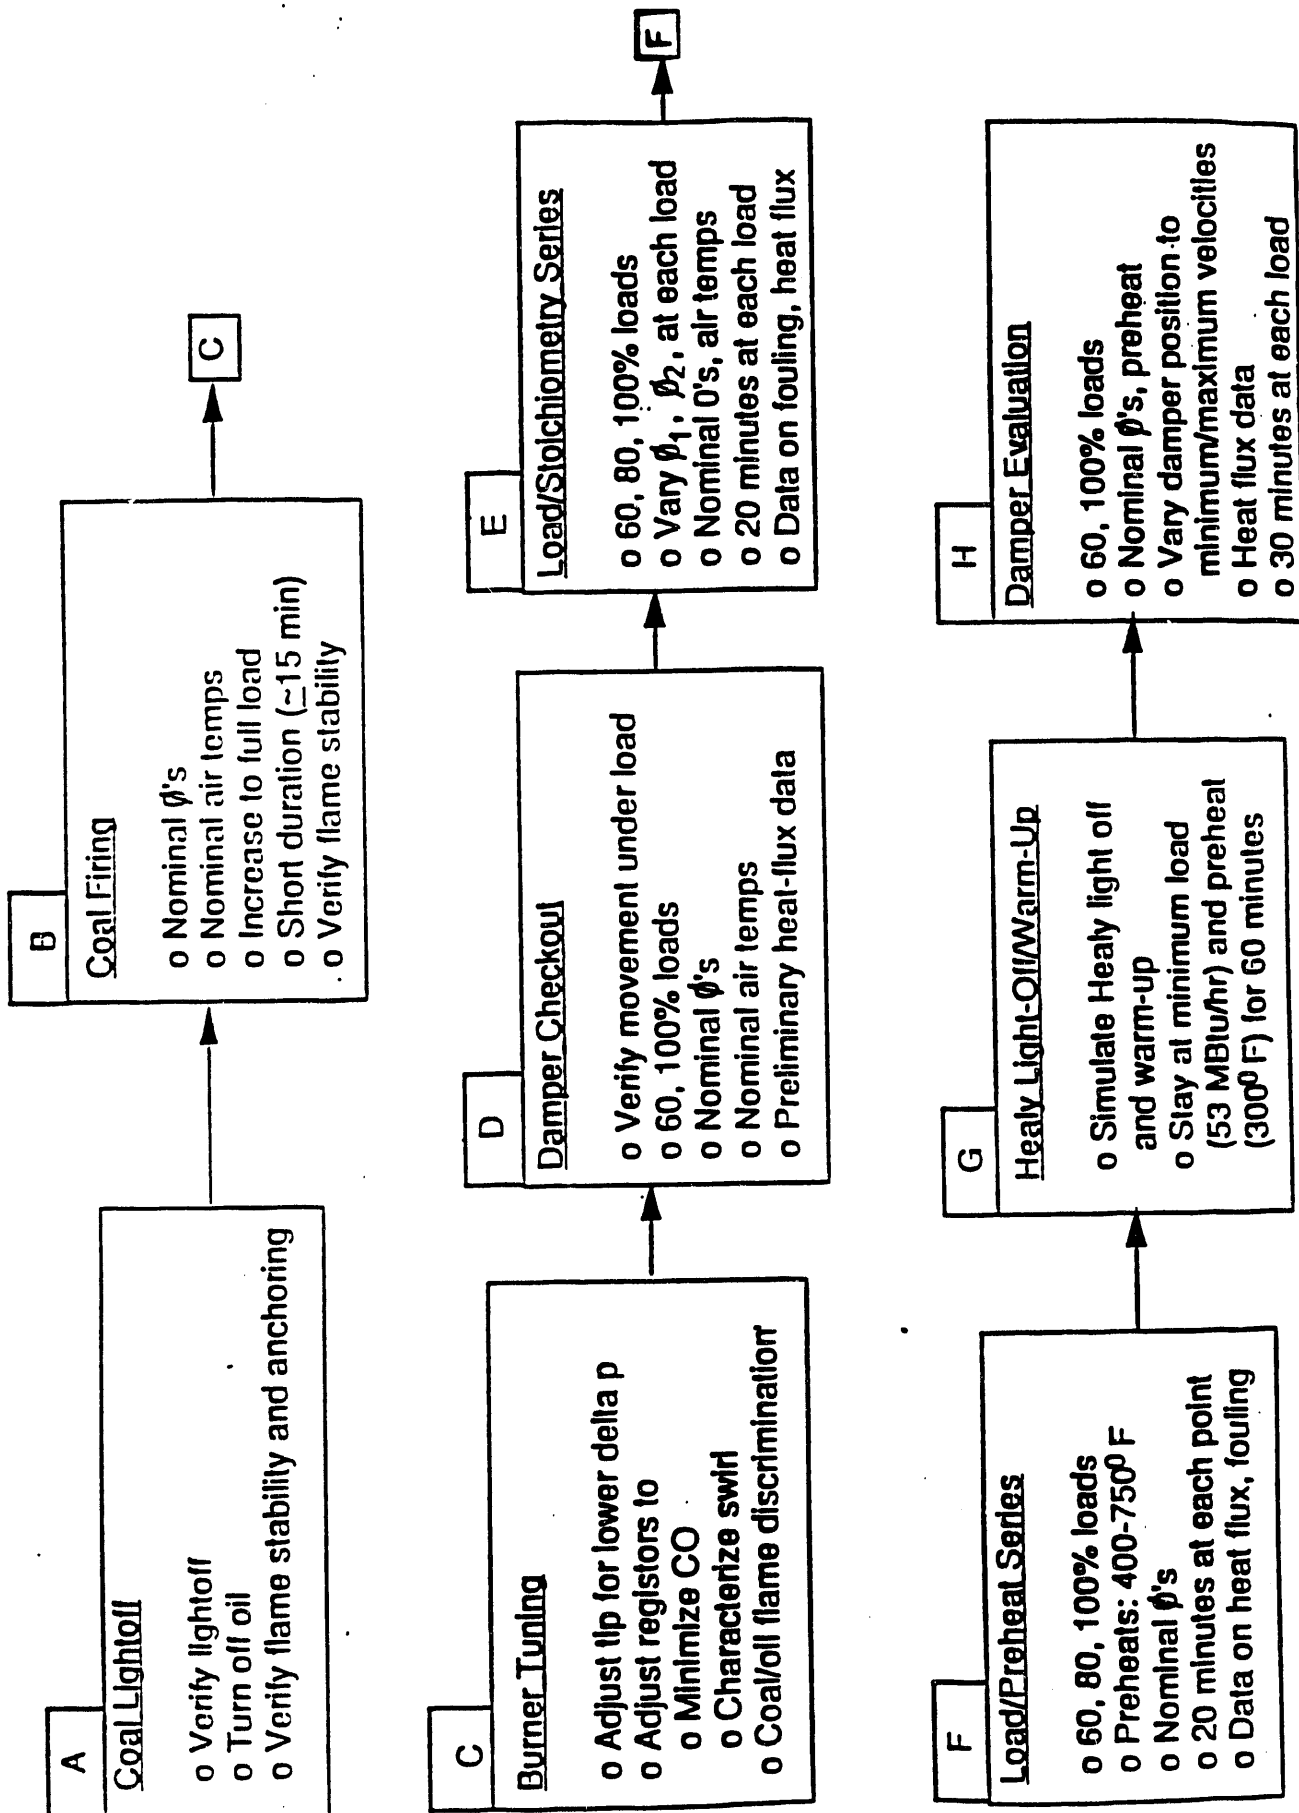 A
Coal Lightoff
o Verify lightoff
o Turn off oil
o Verify flame stability and anchoring
B
Coal Firing
o Nominal ø's
o Nominal air temps
o Increase to full load
o Short duration (~15 min)
o Verify flame stability
C
C
Burner Tuning
o Adjust tip for lower delta p
o Adjust registors to
o Minimize CO
o Characterize swirl
o Coal/oil flame discrimination
D
Damper Checkout
o Verify movement under load
o 60, 100% loads
o Nominal ø's
o Nominal air temps
o Preliminary heat-flux data
E
Load/Stoichiometry Series
o 60, 80, 100% loads
o Vary ø₁, ø₂, at each load
o Nominal 0's, air temps
o 20 minutes at each load
o Data on fouling, heat flux
F
F
Load/Preheat Series
o 60, 80, 100% loads
o Preheats: 400-750⁰ F
o Nominal ø's
o 20 minutes at each point
o Data on heat flux, fouling
G
Healy Light-Off/Warm-Up
o Simulate Healy light off
and warm-up
o Stay at minimum load
(53 MBtu/hr) and preheat
(300⁰ F) for 60 minutes
H
Damper Evaluation
o 60, 100% loads
o Nominal ø's, preheat
o Vary damper position to
minimum/maximum velocities
o Heat flux data
o 30 minutes at each load